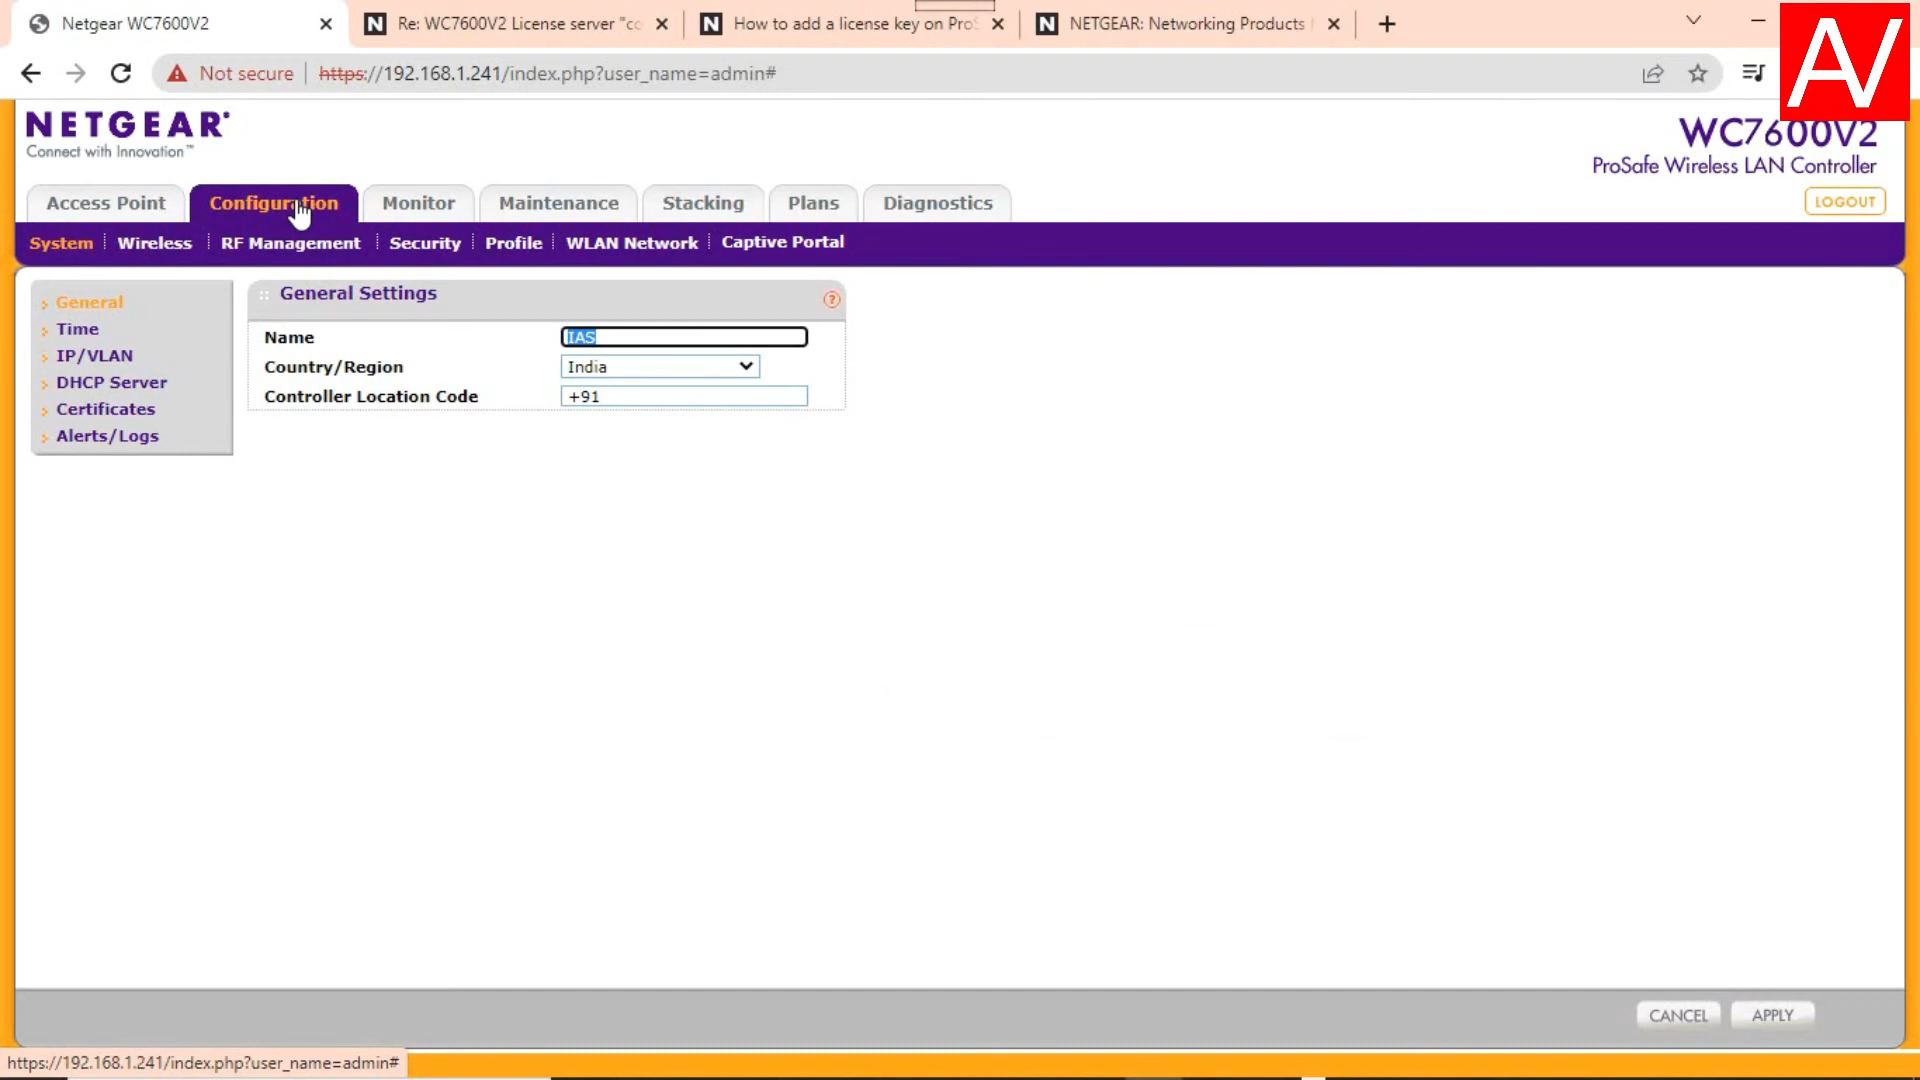 Netgear WC7600V2
Re: WC7600V2 License server "co
How to add a license key on ProS
NETGEAR: Networking Products
Not secure
https://192.168.1.241/index.php?user_name=admin#
AV
NETGEAR
Connect with Innovation™
WC7600V2
ProSafe Wireless LAN Controller
Access Point
Configuration
Monitor
Maintenance
Stacking
Plans
Diagnostics
LOGOUT
System
Wireless
RF Management
Security
Profile
WLAN Network
Captive Portal
General
Time
IP/VLAN
DHCP Server
Certificates
Alerts/Logs
General Settings
?
Name
IAS
Country/Region
India
Controller Location Code
+91
CANCEL
APPLY
https://192.168.1.241/index.php?user_name=admin#